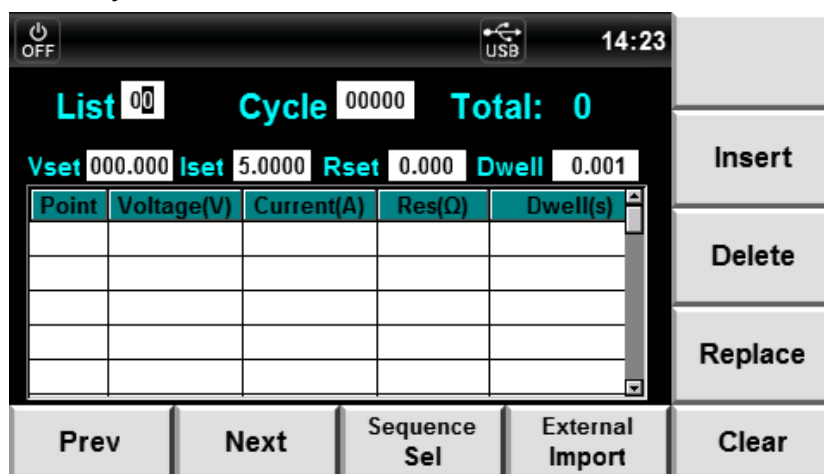 OFF USB 14:23
List 00 Cycle 00000 Total: 0
Vset 000.000 Iset 5.0000 Rset 0.000 Dwell 0.001
Point Voltage(V) Current(A) Res(Ω) Dwell(s)
Insert
Delete
Replace
Prev Next Sequence Sel External Import Clear